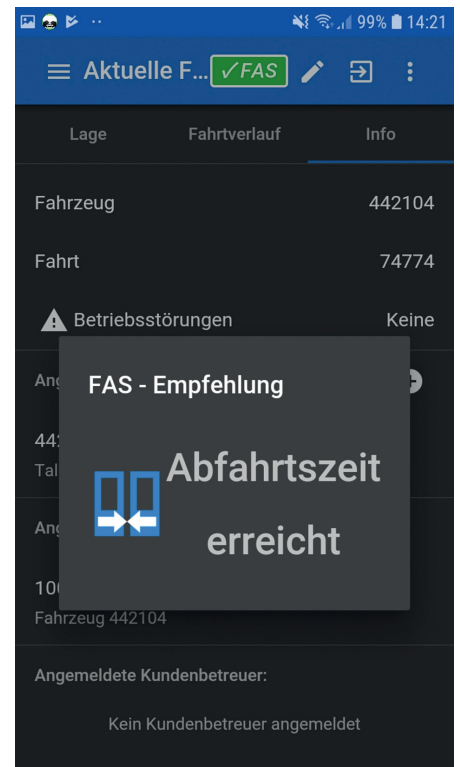 99% 14:21
Aktuelle F... ✓FAS
Lage Fahrtverlauf Info
Fahrzeug 442104
Fahrt 74774
Betriebsstörungen Keine
FAS - Empfehlung
Abfahrtszeit
erreicht
Fahrzeug 442104
Angemeldete Kundenbetreuer:
Kein Kundenbetreuer angemeldet